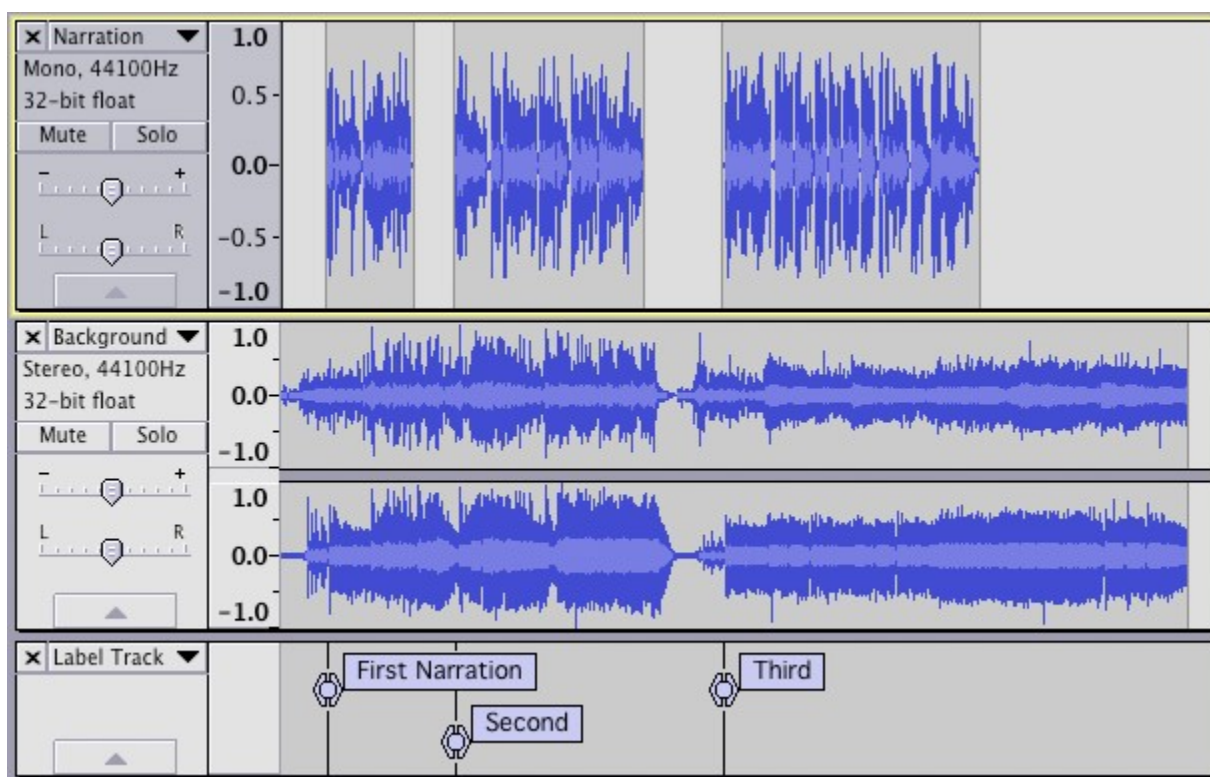 × Narration ▼
Mono, 44100Hz
32-bit float
Mute Solo
- +
L R
1.0
0.5
0.0
-0.5
-1.0
× Background ▼
Stereo, 44100Hz
32-bit float
Mute Solo
- +
L R
1.0
0.0
-1.0
1.0
0.0
-1.0
× Label Track ▼
First Narration
Second
Third